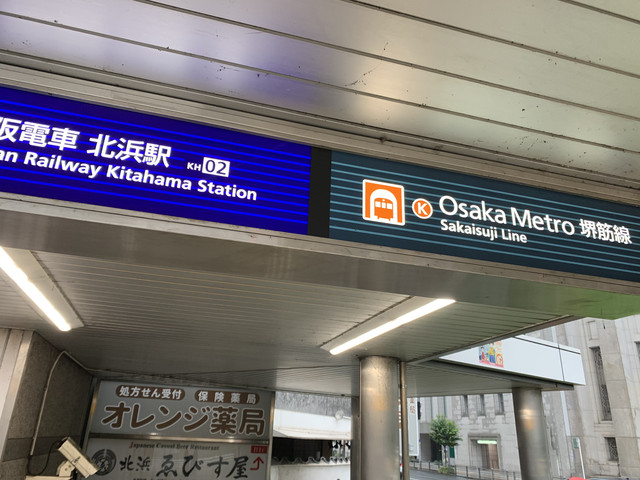 阪電車 北浜駅 KH 02
an Railway Kitahama Station
K Osaka Metro 堺筋線
Sakaisuji Line
処方せん受付 保険薬局
オレンジ薬局
北浜 ゑびす屋